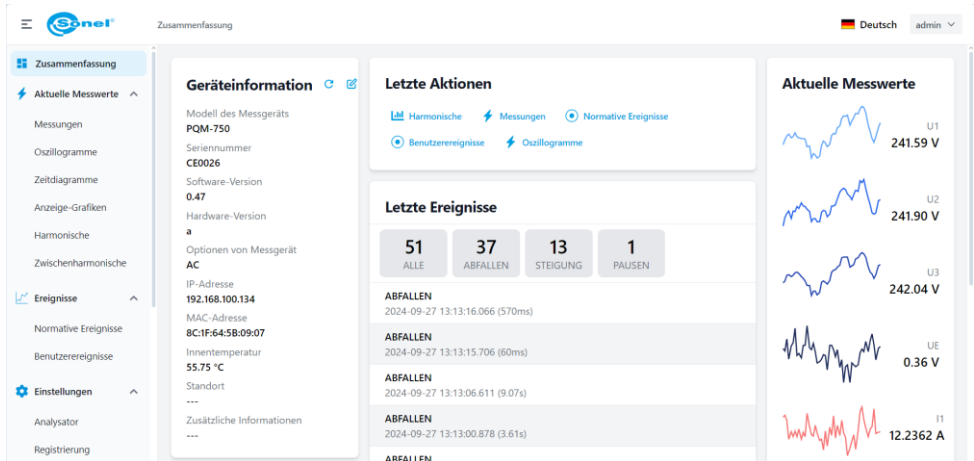 Sonel®
Zusammenfassung
Deutsch
admin
Zusammenfassung
Aktuelle Messwerte
Messungen
Oszillogramme
Zeitdiagramme
Anzeige-Grafiken
Harmonische
Zwischenharmonische
Ereignisse
Normative Ereignisse
Benutzerereignisse
Einstellungen
Analysator
Registrierung
Geräteinformation
Modell des Messgeräts
PQM-750
Seriennummer
CE0026
Software-Version
0.47
Hardware-Version
a
Optionen von Messgerät
AC
IP-Adresse
192.168.100.134
MAC-Adresse
8C:1F:64:5B:09:07
Innentemperatur
55.75 °C
Standort
---
Zusätzliche Informationen
---
Letzte Aktionen
Harmonische Messungen Normative Ereignisse
Benutzerereignisse Oszillogramme
Letzte Ereignisse
51 37 13 1
ALLE ABFALLEN STEIGUNG PAUSEN
ABFALLEN
2024-09-27 13:13:16.066 (570ms)
ABFALLEN
2024-09-27 13:13:15.706 (60ms)
ABFALLEN
2024-09-27 13:13:06.611 (9.07s)
ABFALLEN
2024-09-27 13:13:00.878 (3.61s)
ABFALLEN
Aktuelle Messwerte
U1
241.59 V
U2
241.90 V
U3
242.04 V
UE
0.36 V
I1
12.2362 A